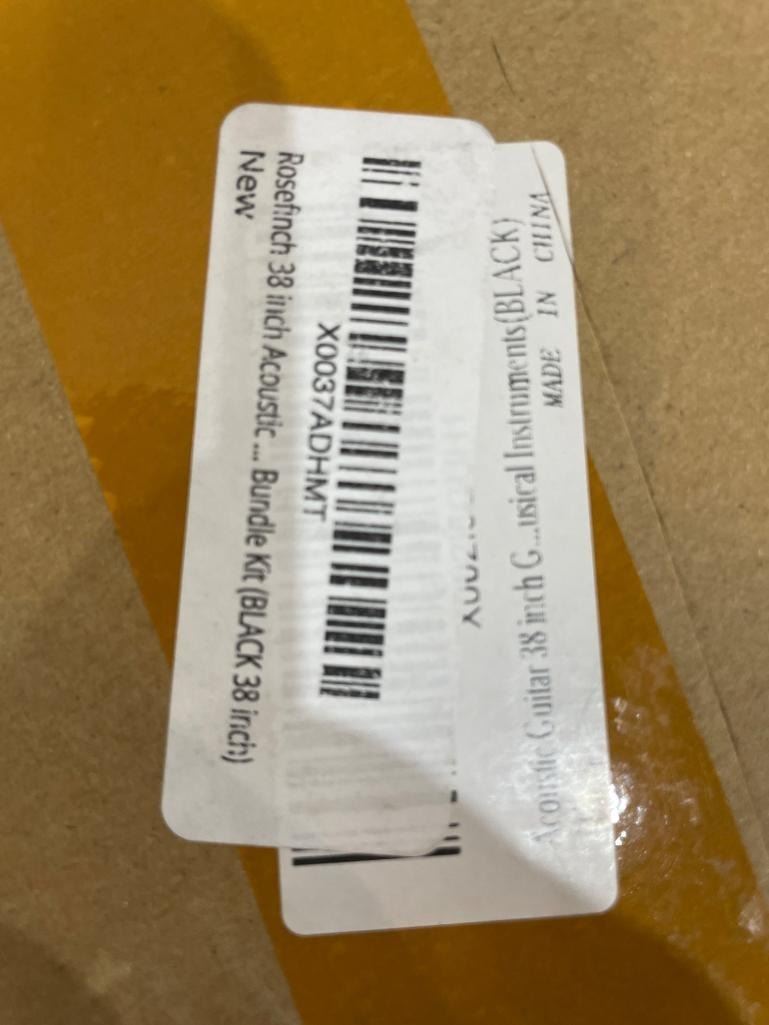 X0037ADHMT
Rosefinch 38 inch Acoustic ... Bundle Kit (BLACK 38 inch)
New
Acoustic Guitar 38 inch G...usical Instruments(BLACK)
MADE IN CHINA